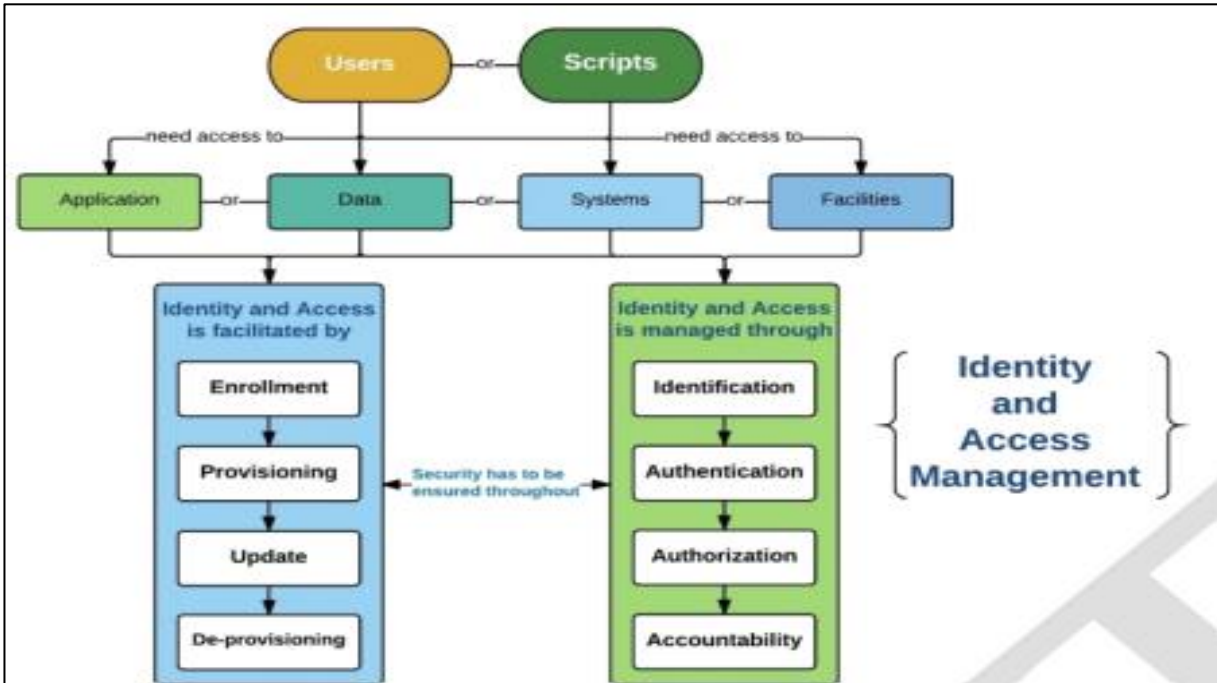 Users
or
Scripts
need access to
need access to
Application
or
Data
or
Systems
or
Facilities
Identity and Access
is facilitated by
Enrollment
Provisioning
Update
De-provisioning
Security has to be
ensured throughout
Identity and Access
is managed through
Identification
Authentication
Authorization
Accountability
Identity
and
Access
Management